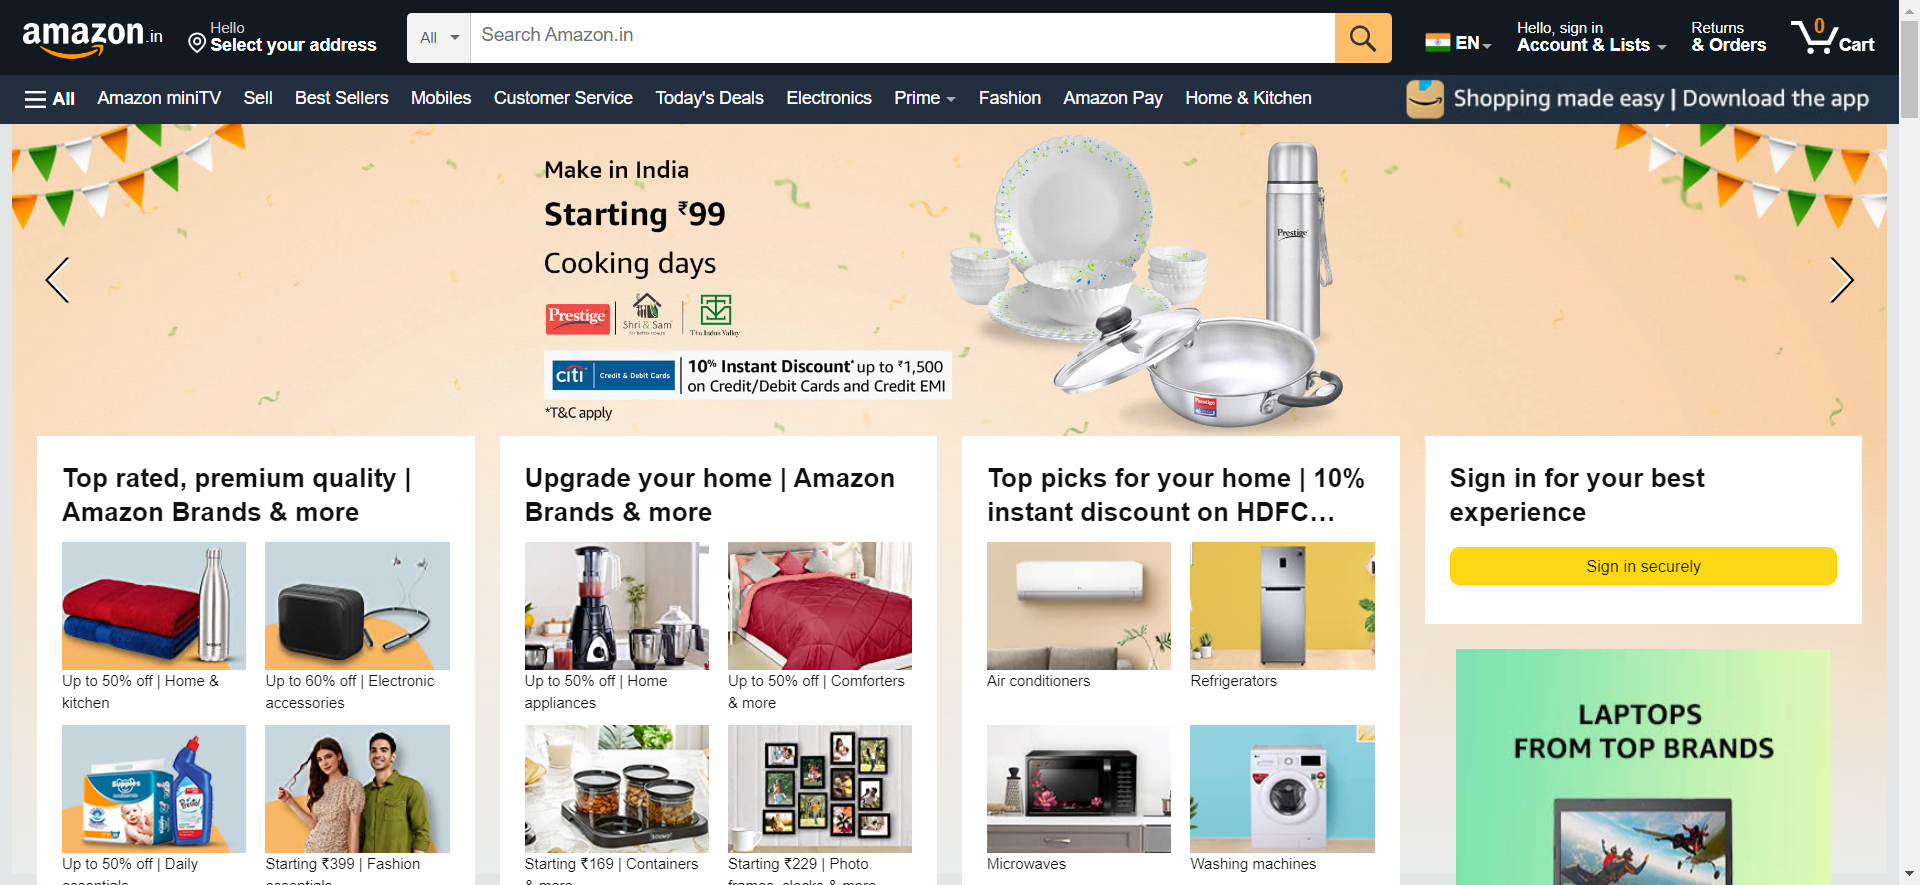 amazon.in
Hello
Select your address
All
Search Amazon.in
EN
Hello, sign in
Account & Lists
Returns
& Orders
0
Cart
All
Amazon miniTV
Sell
Best Sellers
Mobiles
Customer Service
Today's Deals
Electronics
Prime
Fashion
Amazon Pay
Home & Kitchen
Shopping made easy | Download the app
Make in India
Starting ₹99
Cooking days
Prestige
Shri & Sam
The Indus Valley
citi
Credit & Debit Cards
10% Instant Discount* up to ₹1,500
on Credit/Debit Cards and Credit EMI
*T&C apply
Prestige
Prestige
Top rated, premium quality |
Amazon Brands & more
Up to 50% off | Home &
kitchen
Up to 60% off | Electronic
accessories
Up to 50% off | Daily
essentials
Starting ₹399 | Fashion
essentials
Upgrade your home | Amazon
Brands & more
Up to 50% off | Home
appliances
Up to 50% off | Comforters
& more
Starting ₹169 | Containers
& more
Starting ₹229 | Photo
frames, clocks & more
Top picks for your home | 10%
instant discount on HDFC…
Air conditioners
Refrigerators
Microwaves
Washing machines
Sign in for your best
experience
Sign in securely
LAPTOPS
FROM TOP BRANDS